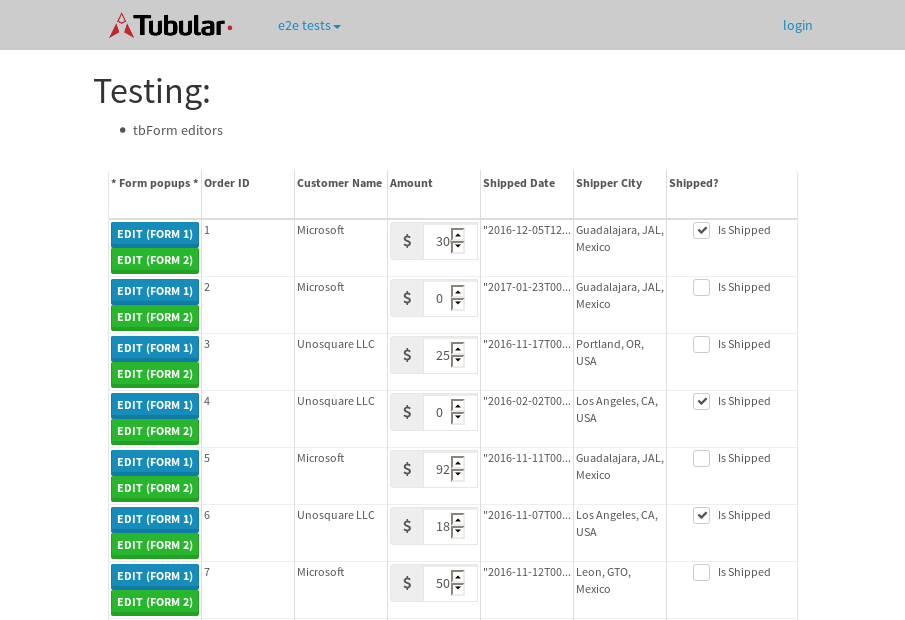 Tubular
e2e tests
login
Testing:
tbForm editors
* Form popups * Order ID Customer Name Amount Shipped Date Shipper City Shipped?
EDIT (FORM 1) 1 Microsoft $ 30 "2016-12-05T12... Guadalajara, JAL, Is Shipped
EDIT (FORM 2) Mexico
EDIT (FORM 1) 2 Microsoft $ 0 "2017-01-23T00... Guadalajara, JAL, Is Shipped
EDIT (FORM 2) Mexico
EDIT (FORM 1) 3 Unosquare LLC $ 25 "2016-11-17T00... Portland, OR, Is Shipped
EDIT (FORM 2) USA
EDIT (FORM 1) 4 Unosquare LLC $ 0 "2016-02-02T00... Los Angeles, CA, Is Shipped
EDIT (FORM 2) USA
EDIT (FORM 1) 5 Microsoft $ 92 "2016-11-11T00... Guadalajara, JAL, Is Shipped
EDIT (FORM 2) Mexico
EDIT (FORM 1) 6 Unosquare LLC $ 18 "2016-11-07T00... Los Angeles, CA, Is Shipped
EDIT (FORM 2) USA
EDIT (FORM 1) 7 Microsoft $ 50 "2016-11-12T00... Leon, GTO, Is Shipped
EDIT (FORM 2) Mexico